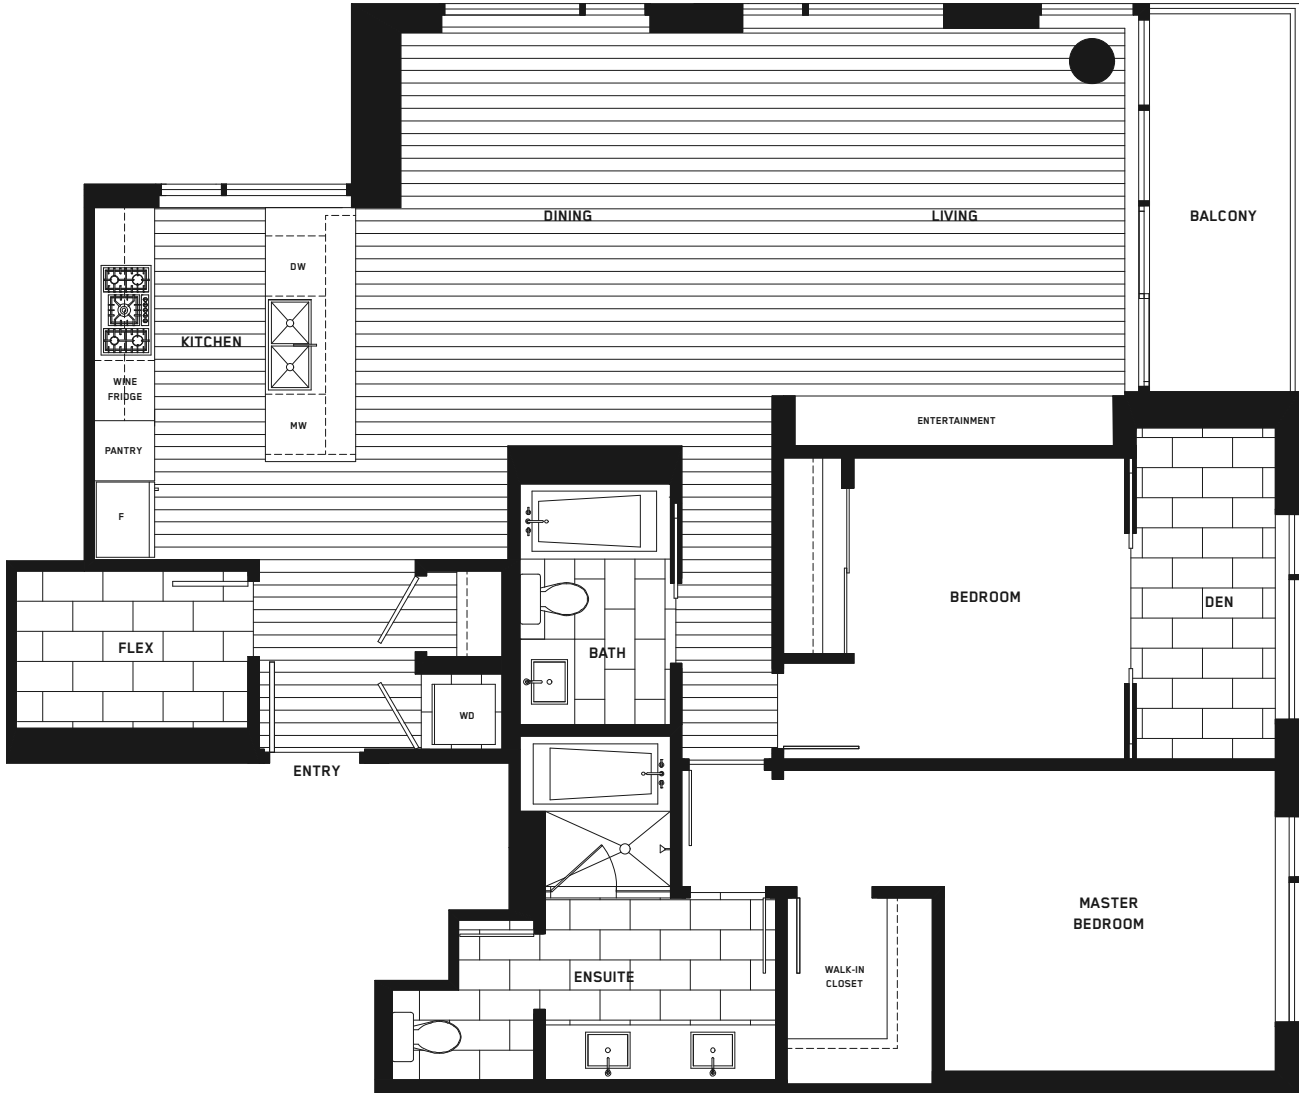 DINING
LIVING
BALCONY
DW
KITCHEN
WINE
FRIDGE
MW
ENTERTAINMENT
PANTRY
F
BEDROOM
DEN
FLEX
BATH
WD
ENTRY
MASTER
BEDROOM
WALK-IN
CLOSET
ENSUITE